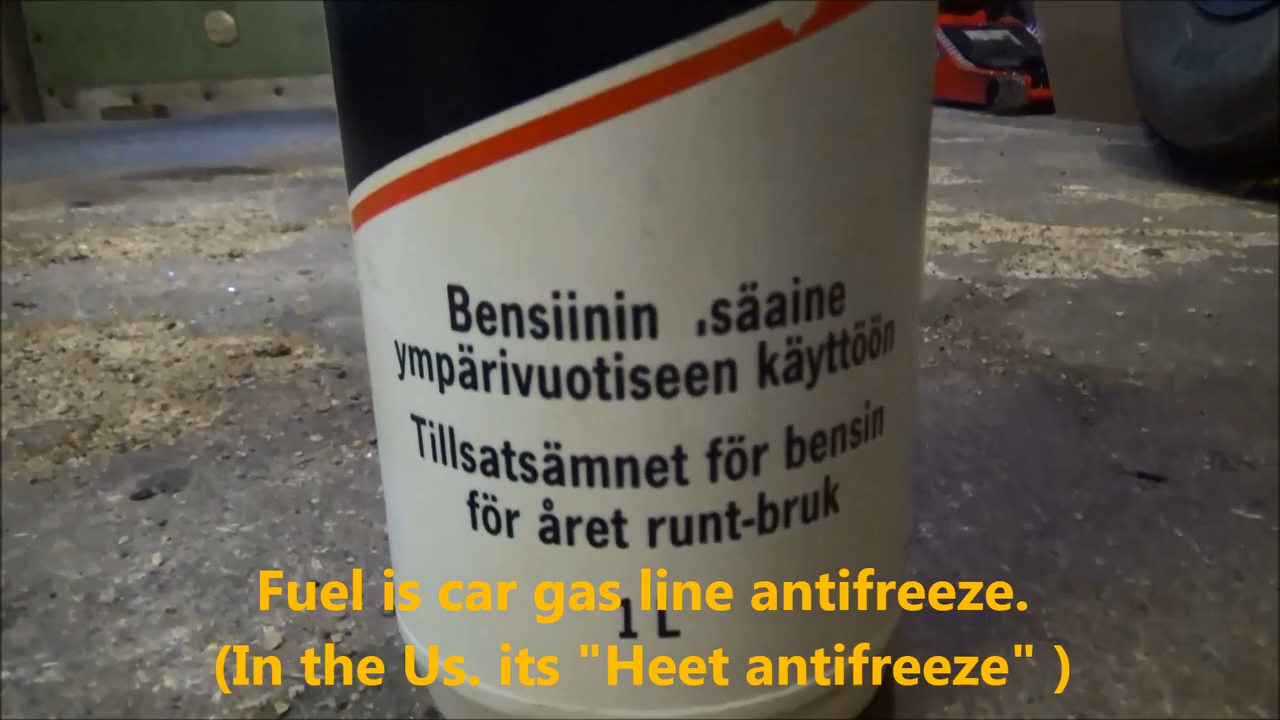 Bensiinin .säaine
ympärivuotiseen käyttöön
Tillsatsämnet för bensin
för året runt-bruk
1 L
Fuel is car gas line antifreeze.
(In the Us. its "Heet antifreeze" )